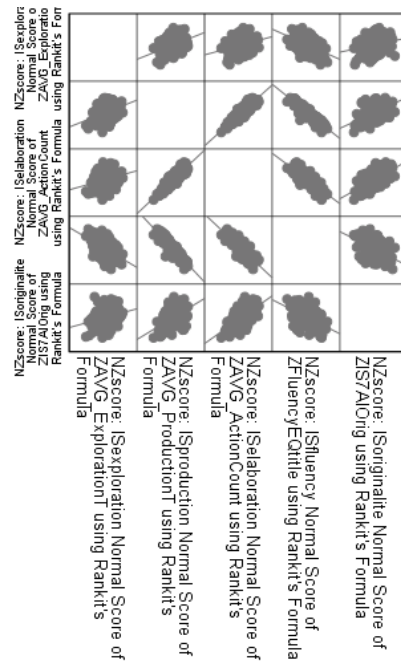 NZscore: ISexplora
Normal Score o
ZAVG_Exploratio
using Rankit's Forr
NZscore: ISelaboration
Normal Score of
ZAVG_ActionCount
using Rankit's Formula
NZscore: ISoriginalite
Normal Score of
ZIS7AIOrig using
Rankit's Formula
NZscore: ISexploration Normal Score of
ZAVG_ExplorationT using Rankit's
Formula
NZscore: ISproduction Normal Score of
ZAVG_ProductionT using Rankit's
Formula
NZscore: ISelaboration Normal Score of
ZAVG_ActionCount using Rankit's
Formula
NZscore: ISfluency Normal Score of
ZFluencyEQtitle using Rankit's Formula
NZscore: ISoriginalite Normal Score of
ZIS7AIOrig using Rankit's Formula